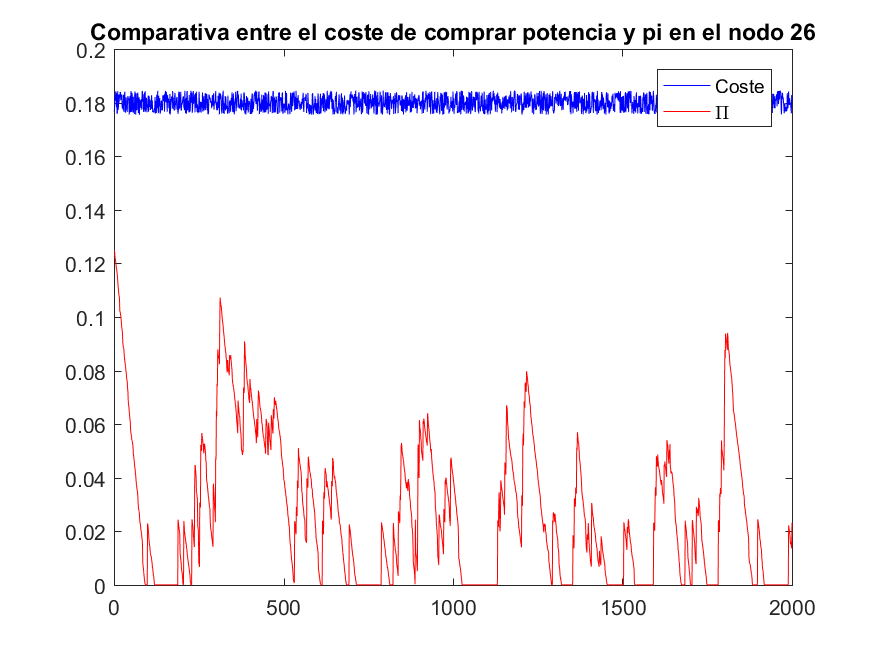 Comparativa entre el coste de comprar potencia y pi en el nodo 26
0.2
0.18
0.16
0.14
0.12
0.1
0.08
0.06
0.04
0.02
0
0 500 1000 1500 2000
Coste
Π